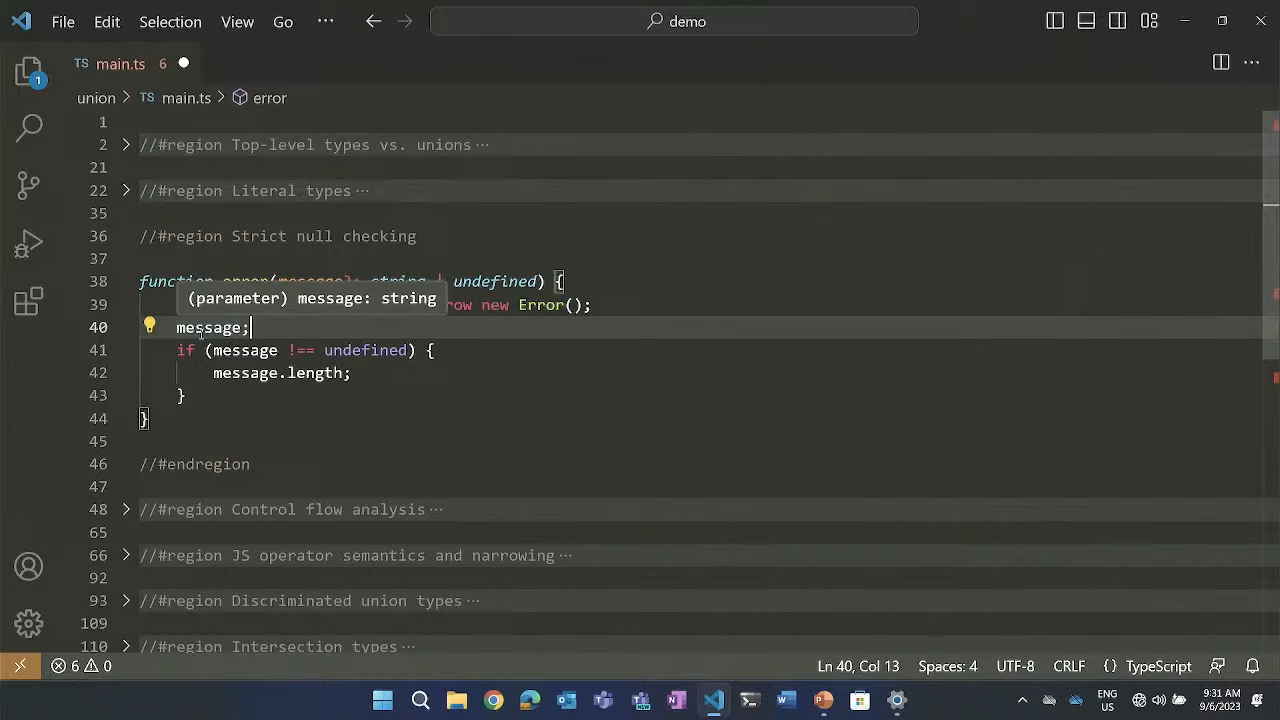 File Edit Selection View Go ··· demo
TS main.ts 6
1
union > TS main.ts > error
1
2 > //#region Top-level types vs. unions···
21
22 > //#region Literal types···
35
36 //#region Strict null checking
37
38 function error(message?: string | undefined) {
(parameter) message: string
39 row new Error();
40 message;
41 if (message !== undefined) {
42 message.length;
43 }
44 }
45
46 //#endregion
47
48 > //#region Control flow analysis···
65
66 > //#region JS operator semantics and narrowing···
92
93 > //#region Discriminated union types···
109
110 > //#region Intersection types···
6 0 Ln 40, Col 13 Spaces: 4 UTF-8 CRLF {} TypeScript
ENG
US
9:31 AM
9/6/2023